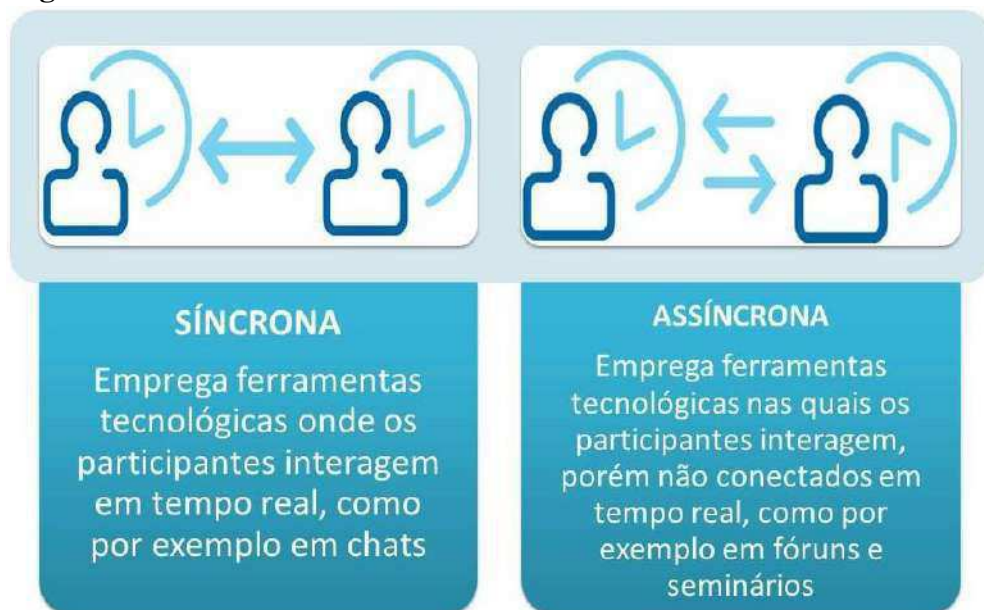 SÍNCRONA
Emprega ferramentas
tecnológicas onde os
participantes interagem
em tempo real, como
por exemplo em chats
ASSÍNCRONA
Emprega ferramentas
tecnológicas nas quais os
participantes interagem,
porém não conectados em
tempo real, como por
exemplo em fóruns e
seminários